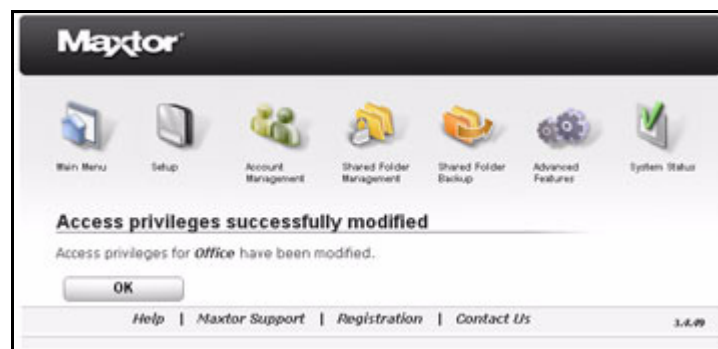 Maxtor
Main Menu
Setup
Account Management
Shared Folder Management
Shared Folder Backup
Advanced Features
System Status
Access privileges successfully modified
Access privileges for Office have been modified.
OK
Help | Maxtor Support | Registration | Contact Us